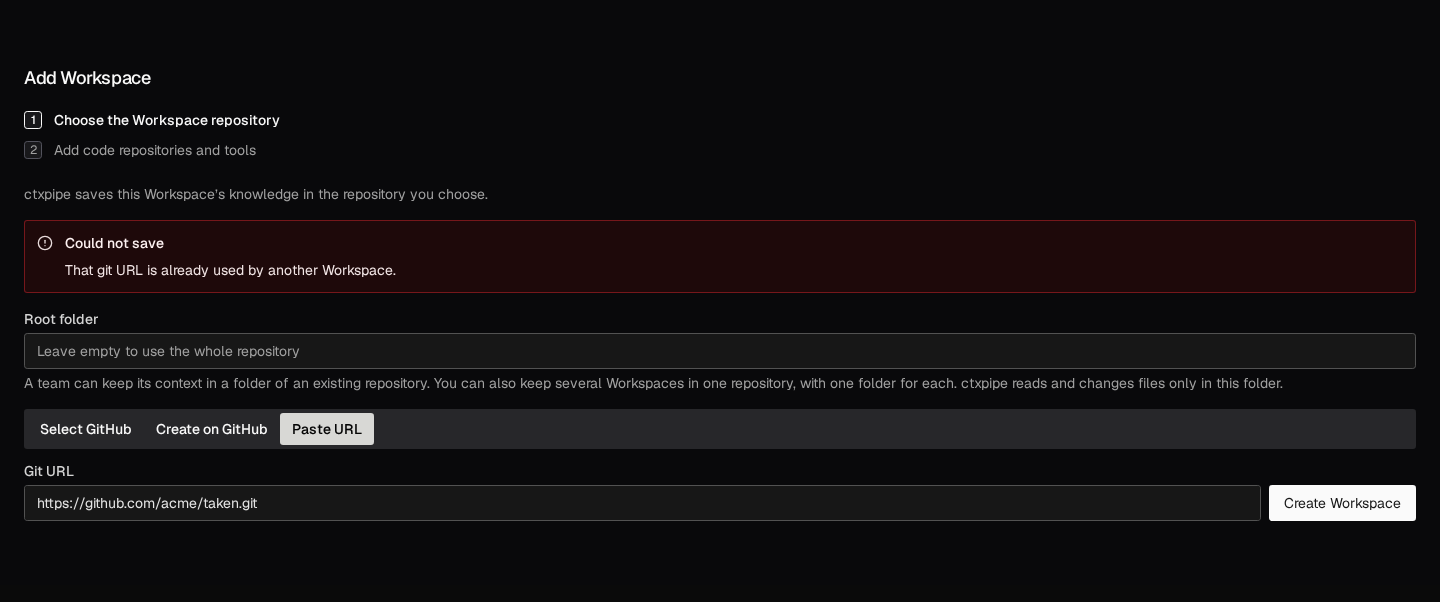 Add Workspace
1 Choose the Workspace repository
2 Add code repositories and tools
ctxpipe saves this Workspace's knowledge in the repository you choose.
Could not save
That git URL is already used by another Workspace.
Root folder
Leave empty to use the whole repository
A team can keep its context in a folder of an existing repository. You can also keep several Workspaces in one repository, with one folder for each. ctxpipe reads and changes files only in this folder.
Select GitHub Create on GitHub Paste URL
Git URL
https://github.com/acme/taken.git Create Workspace